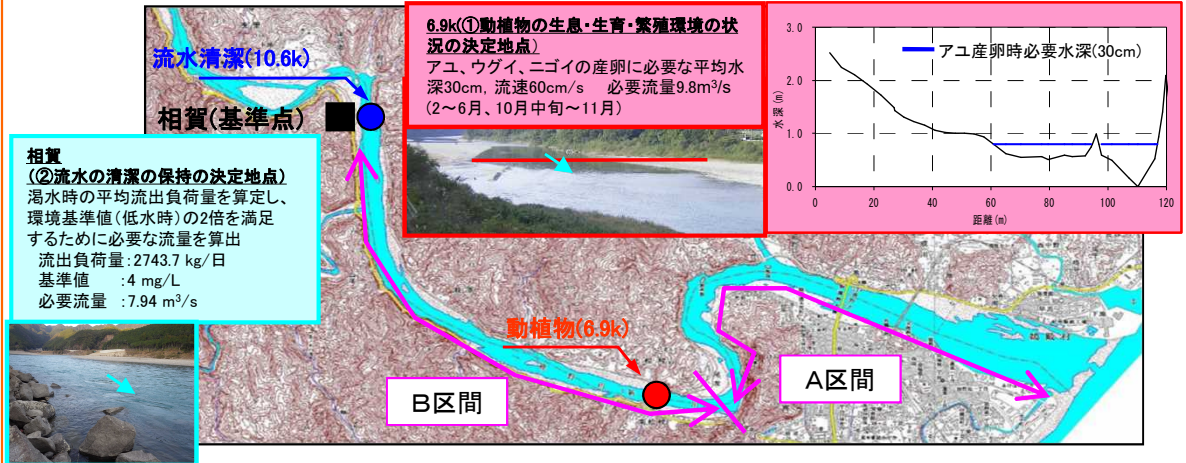 流水清潔(10.6k)
相賀(基準点)
相賀
(②流水の清潔の保持の決定地点)
渇水時の平均流出負荷量を算定し、
環境基準値(低水時)の2倍を満足
するために必要な流量を算出
流出負荷量:2743.7 kg/日
基準値　:4 mg/L
必要流量 :7.94 m³/s
6.9k(①動植物の生息・生育・繁殖環境の状
況の決定地点)
アユ、ウグイ、ニゴイの産卵に必要な平均水
深30cm, 流速60cm/s　必要流量9.8m³/s
(2～6月、10月中旬～11月)
アユ産卵時必要水深(30cm)
水深(m)
3.0
2.0
1.0
0.0
0 20 40 60 80 100 120
距離(m)
動植物(6.9k)
B区間
A区間